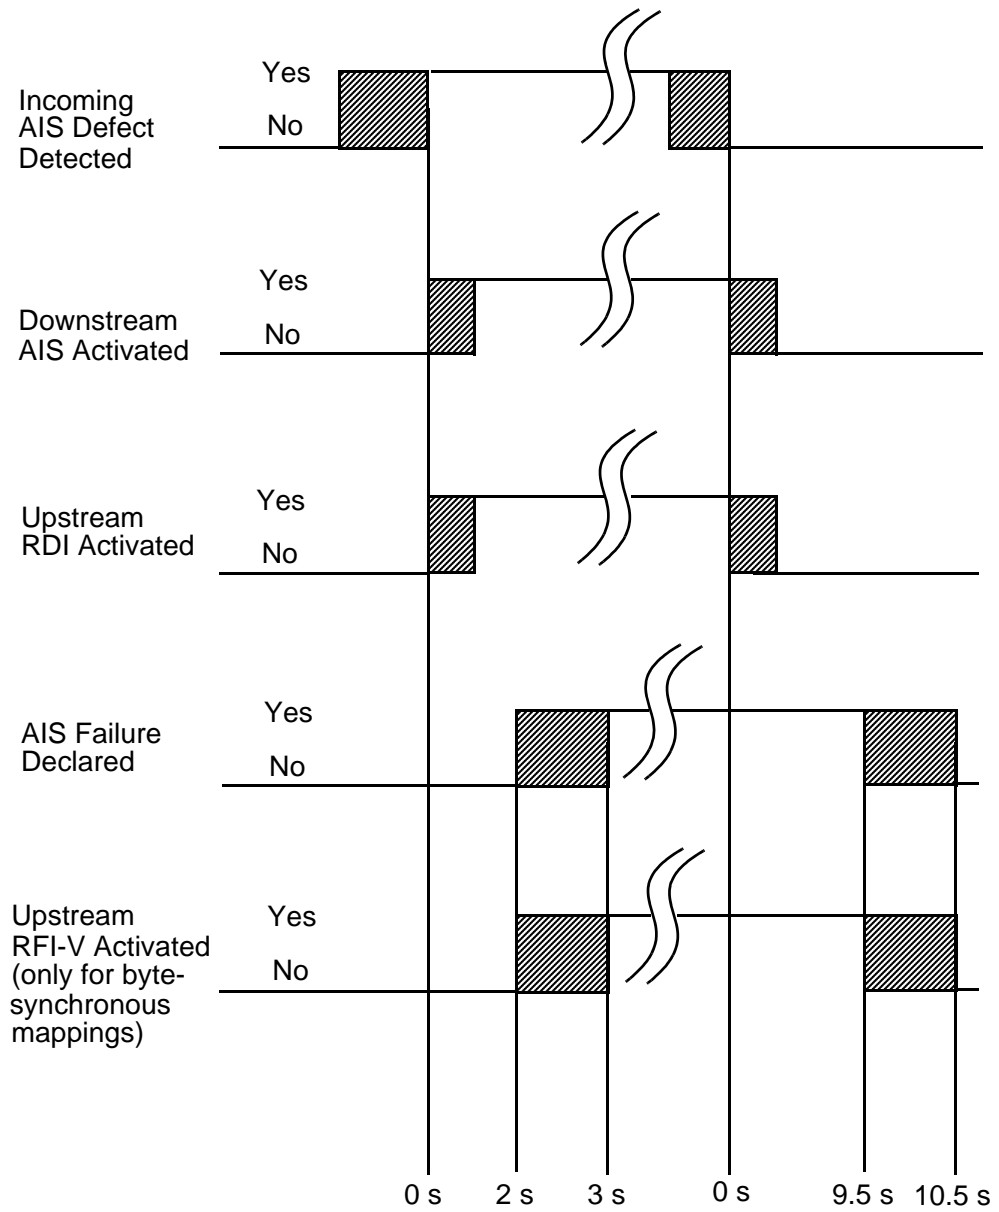 Yes
Incoming
AIS Defect
Detected
No
Yes
Downstream
AIS Activated
No
Yes
Upstream
RDI Activated
No
Yes
AIS Failure
Declared
No
Yes
Upstream
RFI-V Activated
(only for byte-
synchronous
mappings)
No
0 s 2 s 3 s 0 s 9.5 s 10.5 s